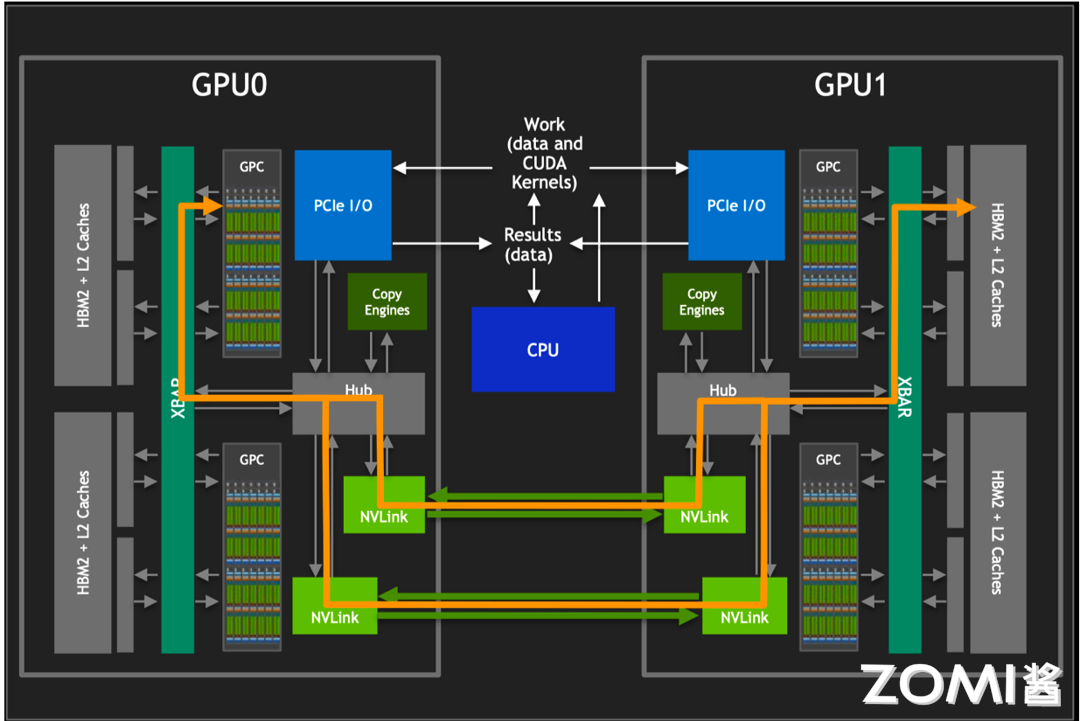 GPU0
GPU1
Work
(data and
CUDA
Kernels)
Results
(data)
CPU
HBM2 + L2 Caches
HBM2 + L2 Caches
XBAR
GPC
GPC
PCIe I/O
Copy
Engines
Hub
NVLink
NVLink
PCIe I/O
Copy
Engines
Hub
NVLink
NVLink
GPC
GPC
XBAR
HBM2 + L2 Caches
HBM2 + L2 Caches
ZOMI酱